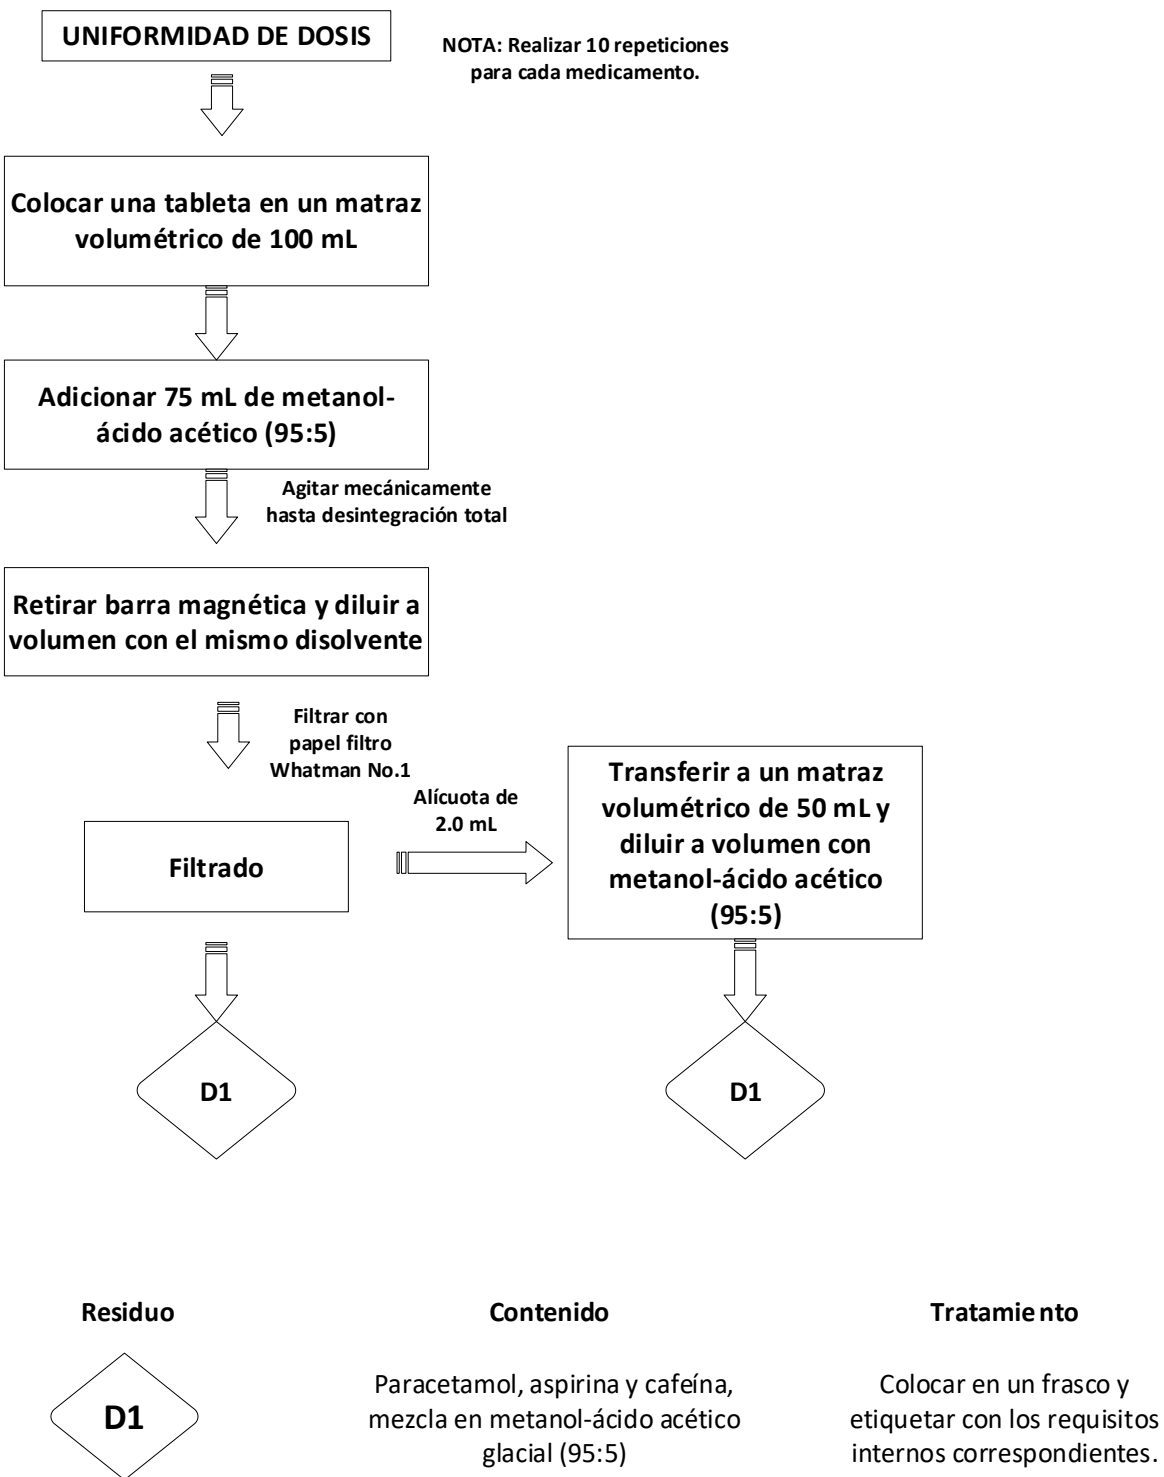 UNIFORMIDAD DE DOSIS
NOTA: Realizar 10 repeticiones
para cada medicamento.
Colocar una tableta en un matraz
volumétrico de 100 mL
Adicionar 75 mL de metanol-
ácido acético (95:5)
Agitar mecánicamente
hasta desintegración total
Retirar barra magnética y diluir a
volumen con el mismo disolvente
Filtrar con
papel filtro
Whatman No.1
Alícuota de
2.0 mL
Transferir a un matraz
volumétrico de 50 mL y
diluir a volumen con
metanol-ácido acético
(95:5)
Filtrado
D1
D1
Residuo
Contenido
Tratamiento
D1
Paracetamol, aspirina y cafeína,
mezcla en metanol-ácido acético
glacial (95:5)
Colocar en un frasco y
etiquetar con los requisitos
internos correspondientes.